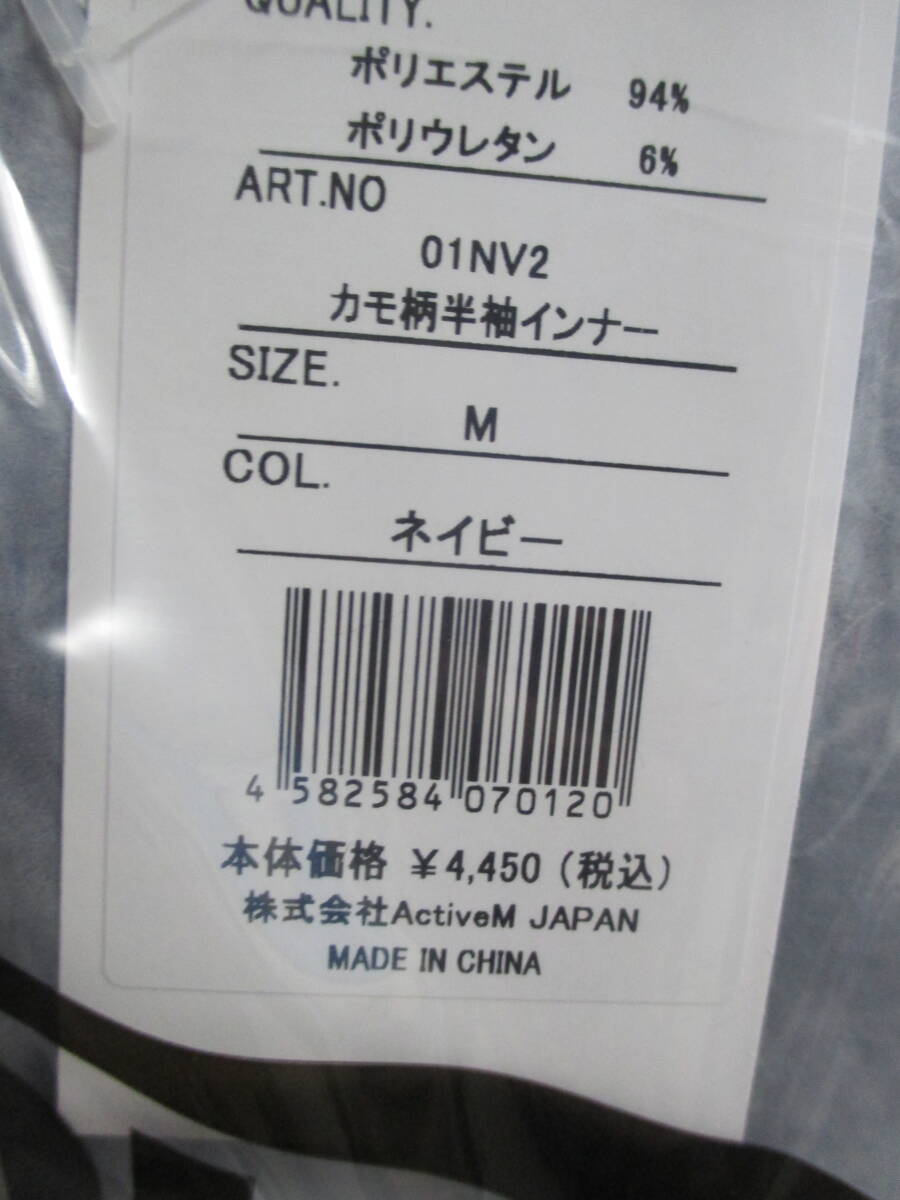 QUALITY.
ポリエステル 94%
ポリウレタン 6%
ART.NO
01NV2
カモ柄半袖インナー
SIZE.
M
COL.
ネイビー
4 582584 070120
本体価格 ¥4,450(税込)
株式会社ActiveM JAPAN
MADE IN CHINA